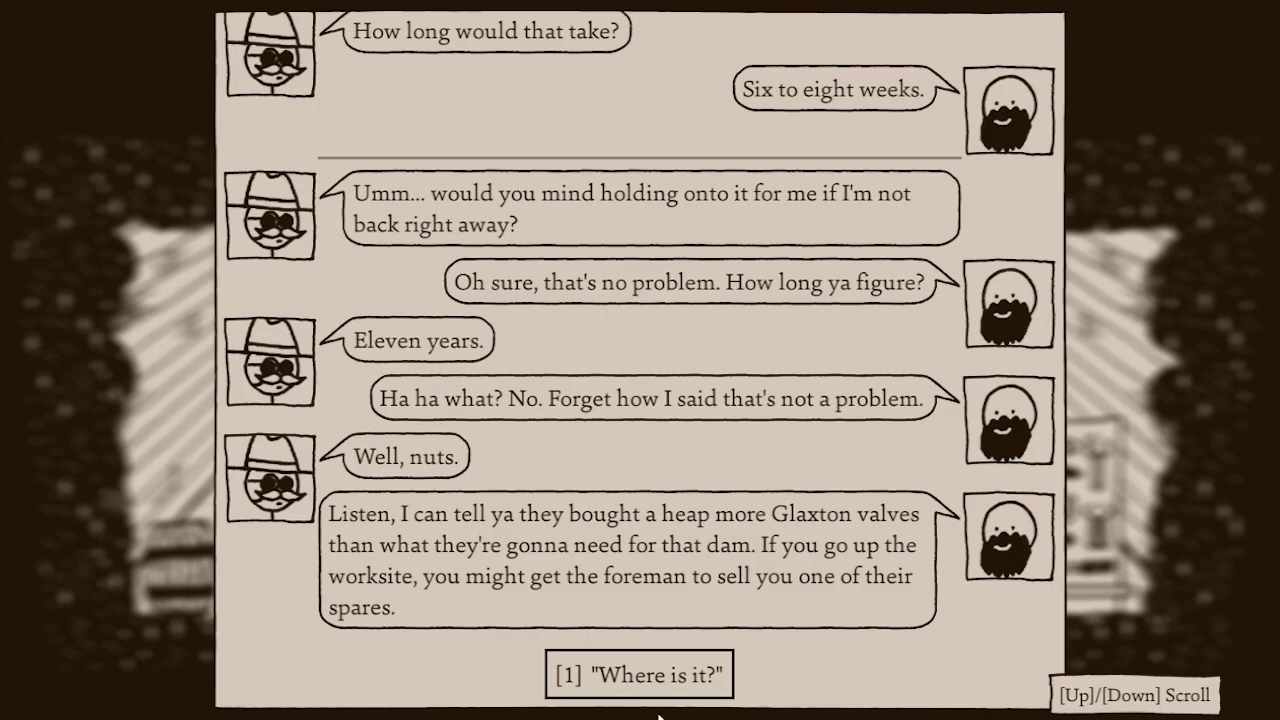 How long would that take?
Six to eight weeks.
Umm... would you mind holding onto it for me if I'm not
back right away?
Oh sure, that's no problem. How long ya figure?
Eleven years.
Ha ha what? No. Forget how I said that's not a problem.
Well, nuts.
Listen, I can tell ya they bought a heap more Glaxton valves
than what they're gonna need for that dam. If you go up the
worksite, you might get the foreman to sell you one of their
spares.
[1] "Where is it?"
[Up]/[Down] Scroll